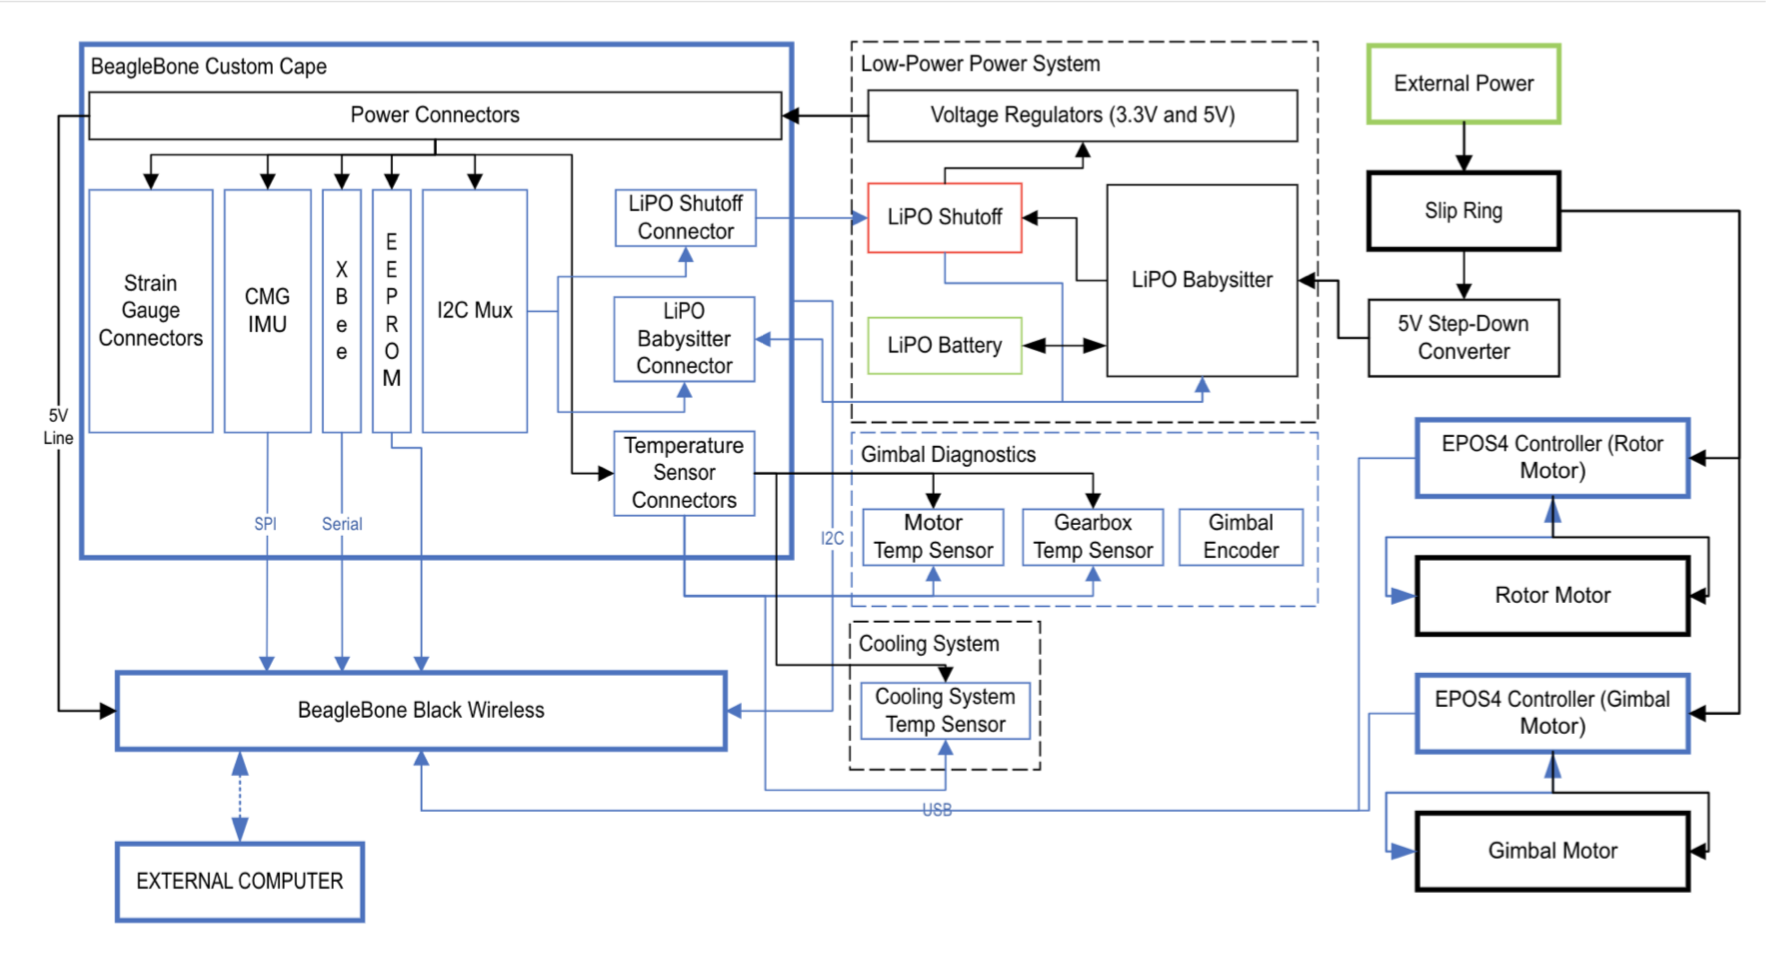 BeagleBone Custom Cape
Power Connectors
Strain
Gauge
Connectors
CMG
IMU
X
B
e
e
E
E
P
R
O
M
I2C Mux
LiPO Shutoff
Connector
LiPO
Babysitter
Connector
Temperature
Sensor
Connectors
5V
Line
SPI
Serial
I2C
Low-Power Power System
Voltage Regulators (3.3V and 5V)
LiPO Shutoff
LiPO Babysitter
LiPO Battery
External Power
Slip Ring
5V Step-Down
Converter
Gimbal Diagnostics
Motor
Temp Sensor
Gearbox
Temp Sensor
Gimbal
Encoder
Cooling System
Cooling System
Temp Sensor
EPOS4 Controller (Rotor
Motor)
Rotor Motor
EPOS4 Controller (Gimbal
Motor)
Gimbal Motor
BeagleBone Black Wireless
USB
EXTERNAL COMPUTER